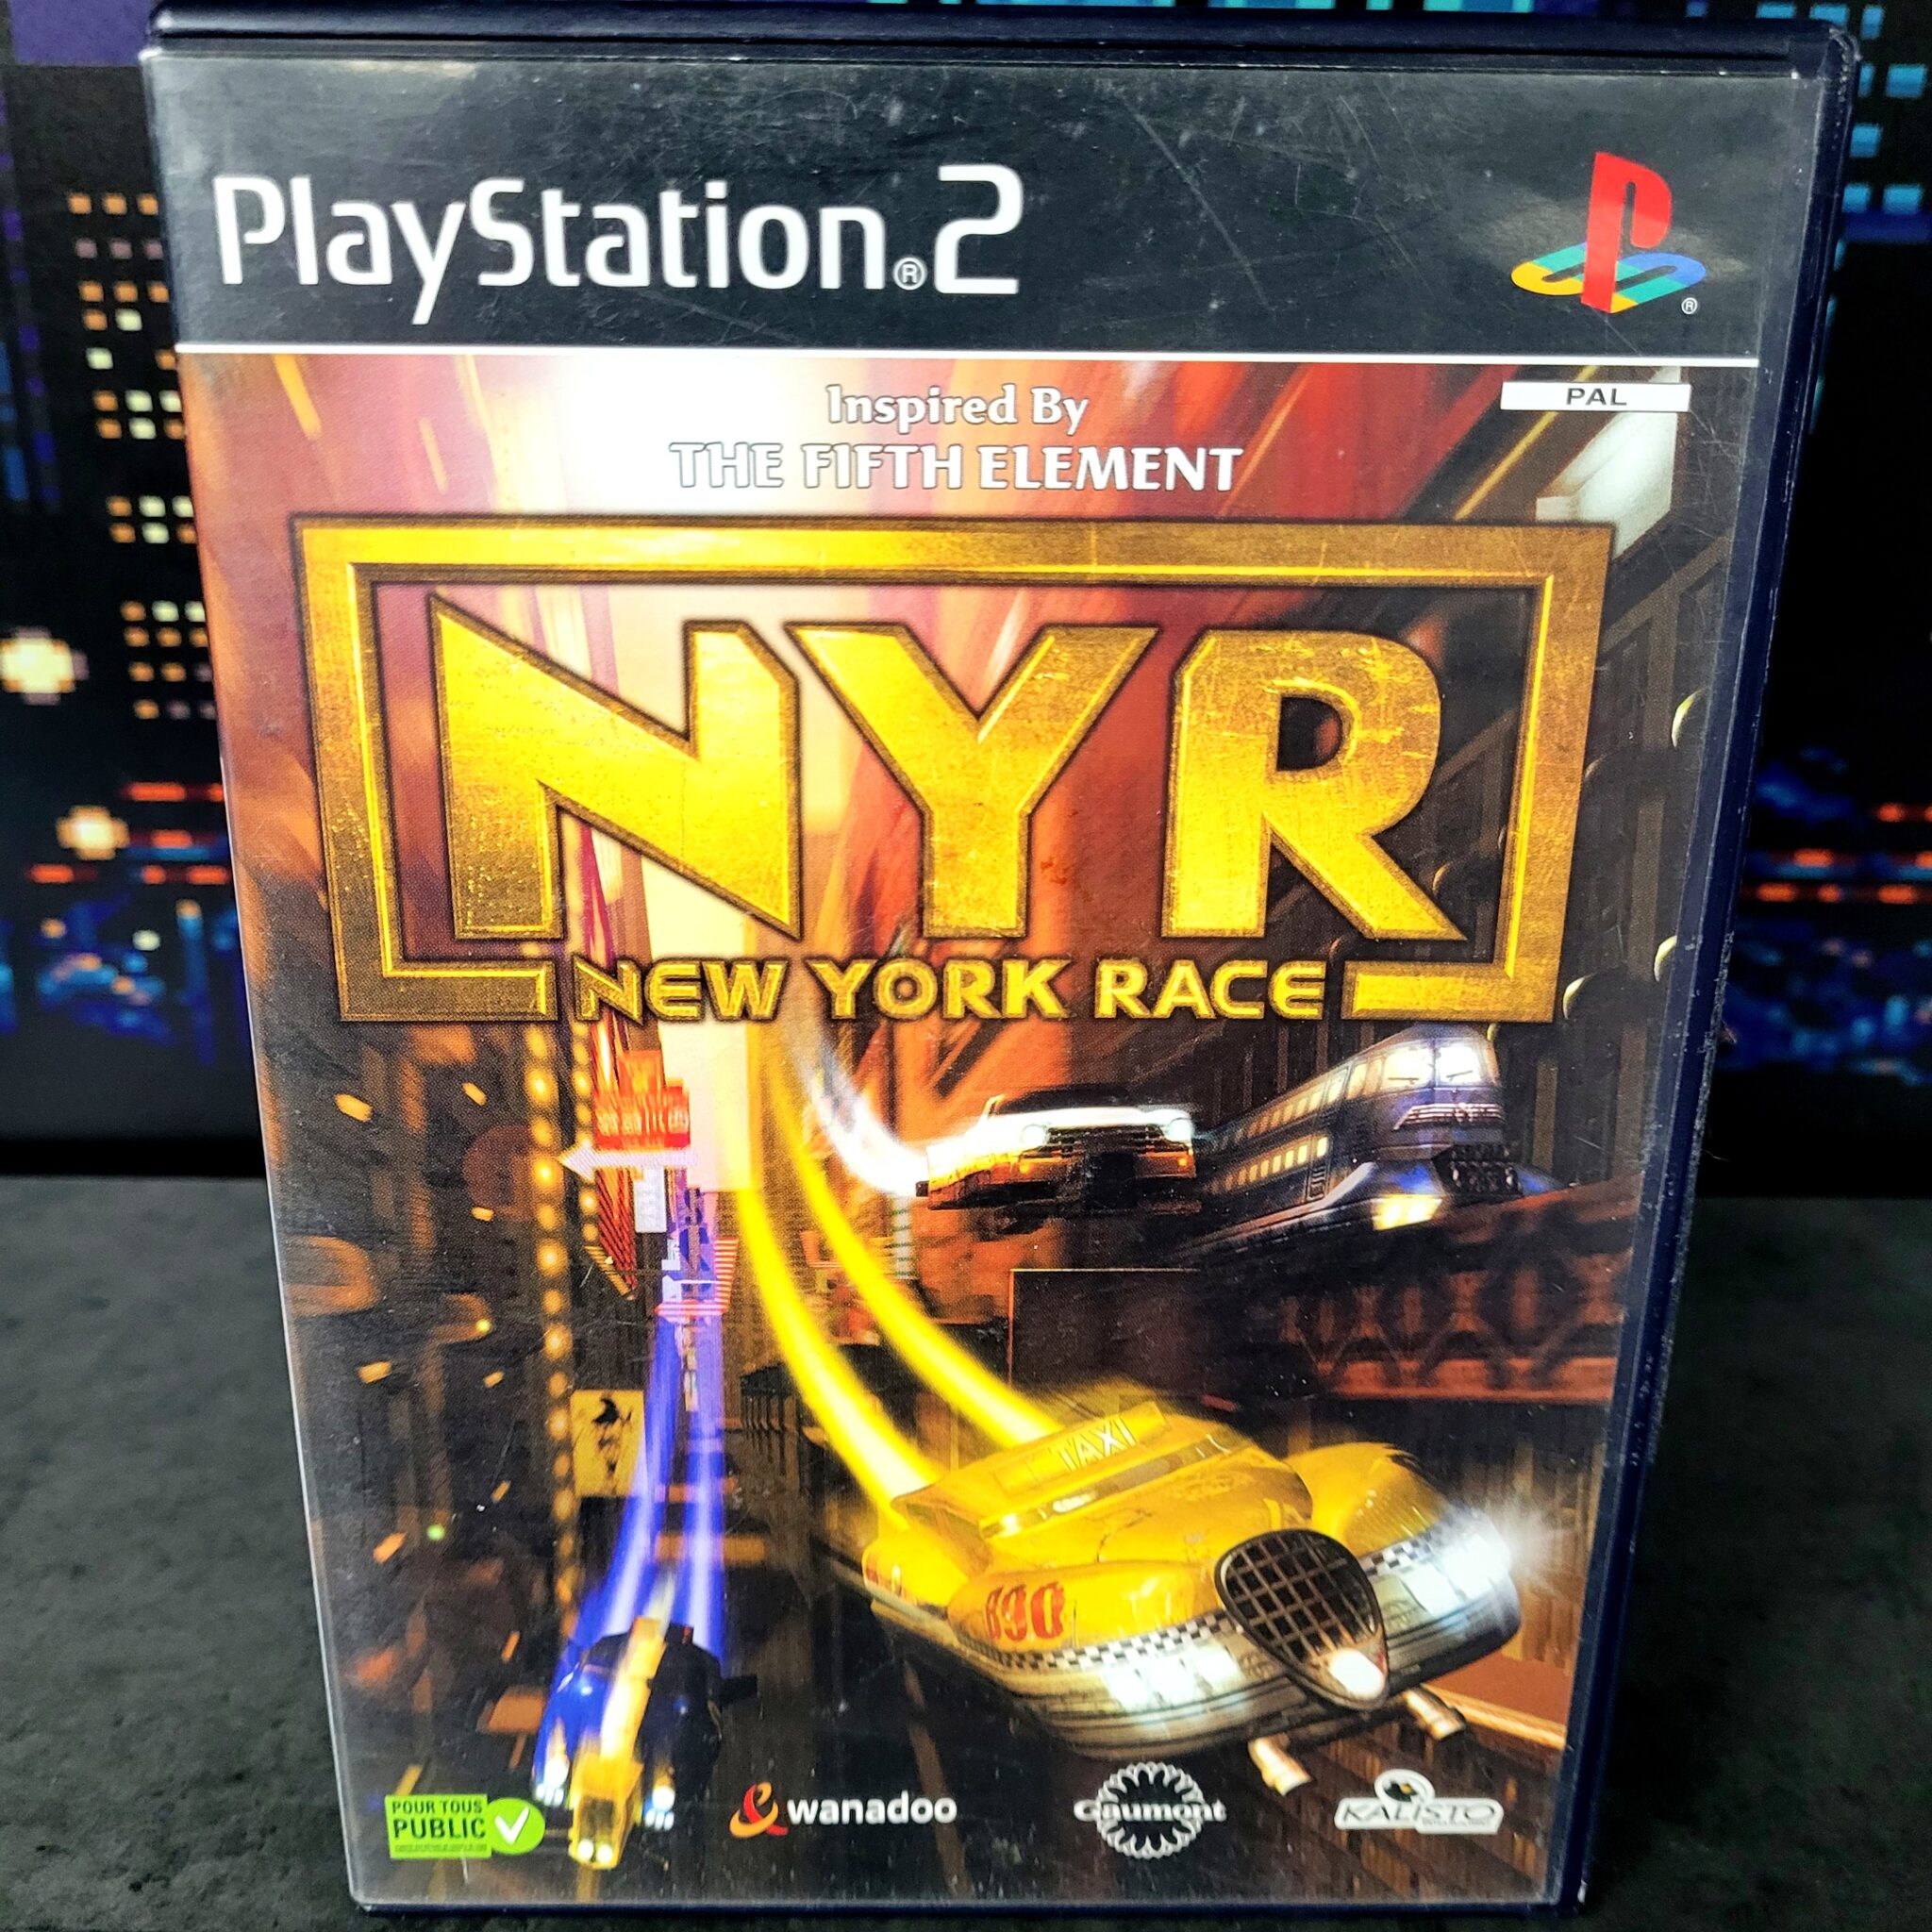 PlayStation®2
®
PAL
Inspired By
THE FIFTH ELEMENT
NYR
NEW YORK RACE
TAXI
690
POUR TOUS
PUBLIC
wanadoo
Gaumont
KALISTO